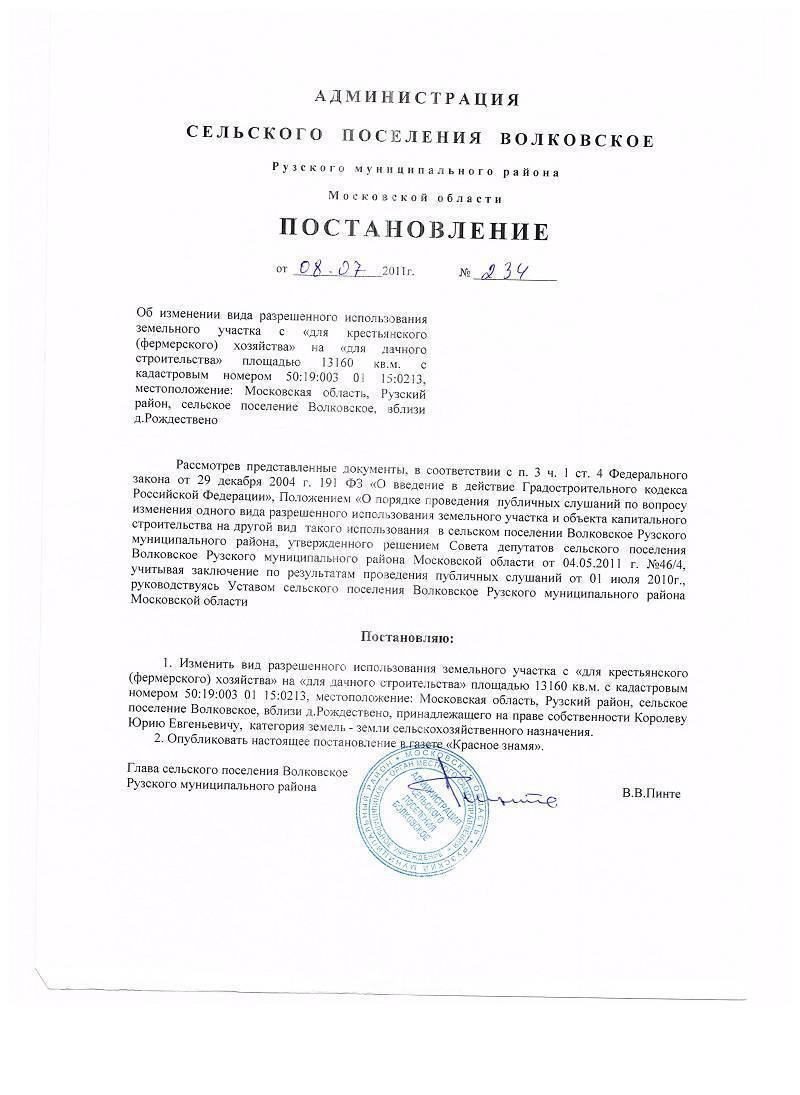 АДМИНИСТРАЦИЯ
СЕЛЬСКОГО ПОСЕЛЕНИЯ ВОЛКОВСКОЕ
Рузского муниципального района
Московской области
ПОСТАНОВЛЕНИЕ
от 08.07 2011г. № 234
Об изменении вида разрешенного использования
земельного участка с «для крестьянского
(фермерского) хозяйства» на «для дачного
строительства» площадью 13160 кв.м. с
кадастровым номером 50:19:003 01 15:0213,
местоположение: Московская область, Рузский
район, сельское поселение Волковское, вблизи
д.Рождествено
Рассмотрев представленные документы, в соответствии с п. 3 ч. 1 ст. 4 Федерального
закона от 29 декабря 2004 г. 191 ФЗ «О введение в действие Градостроительного кодекса
Российской Федерации», Положением «О порядке проведения публичных слушаний по вопросу
изменения одного вида разрешенного использования земельного участка и объекта капитального
строительства на другой вид такого использования в сельском поселении Волковское Рузского
муниципального района, утвержденного решением Совета депутатов сельского поселения
Волковское Рузского муниципального района Московской области от 04.05.2011 г. №46/4,
учитывая заключение по результатам проведения публичных слушаний от 01 июля 2010г.,
руководствуясь Уставом сельского поселения Волковское Рузского муниципального района
Московской области
Постановляю:
1. Изменить вид разрешенного использования земельного участка с «для крестьянского
(фермерского) хозяйства» на «для дачного строительства» площадью 13160 кв.м. с кадастровым
номером 50:19:003 01 15:0213, местоположение: Московская область, Рузский район, сельское
поселение Волковское, вблизи д.Рождествено, принадлежащего на праве собственности Королеву
Юрию Евгеньевичу, категория земель - земли сельскохозяйственного назначения.
2. Опубликовать настоящее постановление в газете «Красное знамя».
Глава сельского поселения Волковское
Рузского муниципального района В.В.Пинте
МОСКОВСКАЯ ОБЛАСТЬ • РУЗСКИЙ МУНИЦИПАЛЬНЫЙ РАЙОН •
ОРГАН МЕСТНОГО САМОУПРАВЛЕНИЯ • МУНИЦИПАЛЬНОЕ УЧРЕЖДЕНИЕ •
АДМИНИСТРАЦИЯ
СЕЛЬСКОГО
ПОСЕЛЕНИЯ
ВОЛКОВСКОЕ